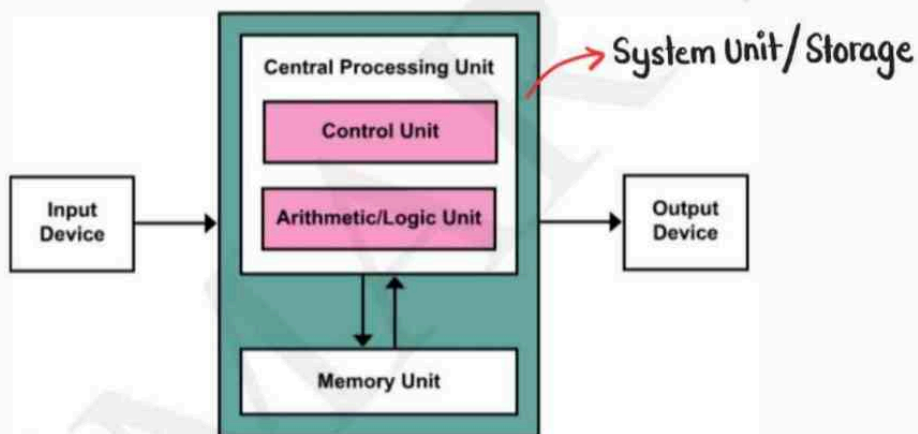 System Unit/Storage
Central Processing Unit
Control Unit
Arithmetic/Logic Unit
Input
Device
Output
Device
Memory Unit